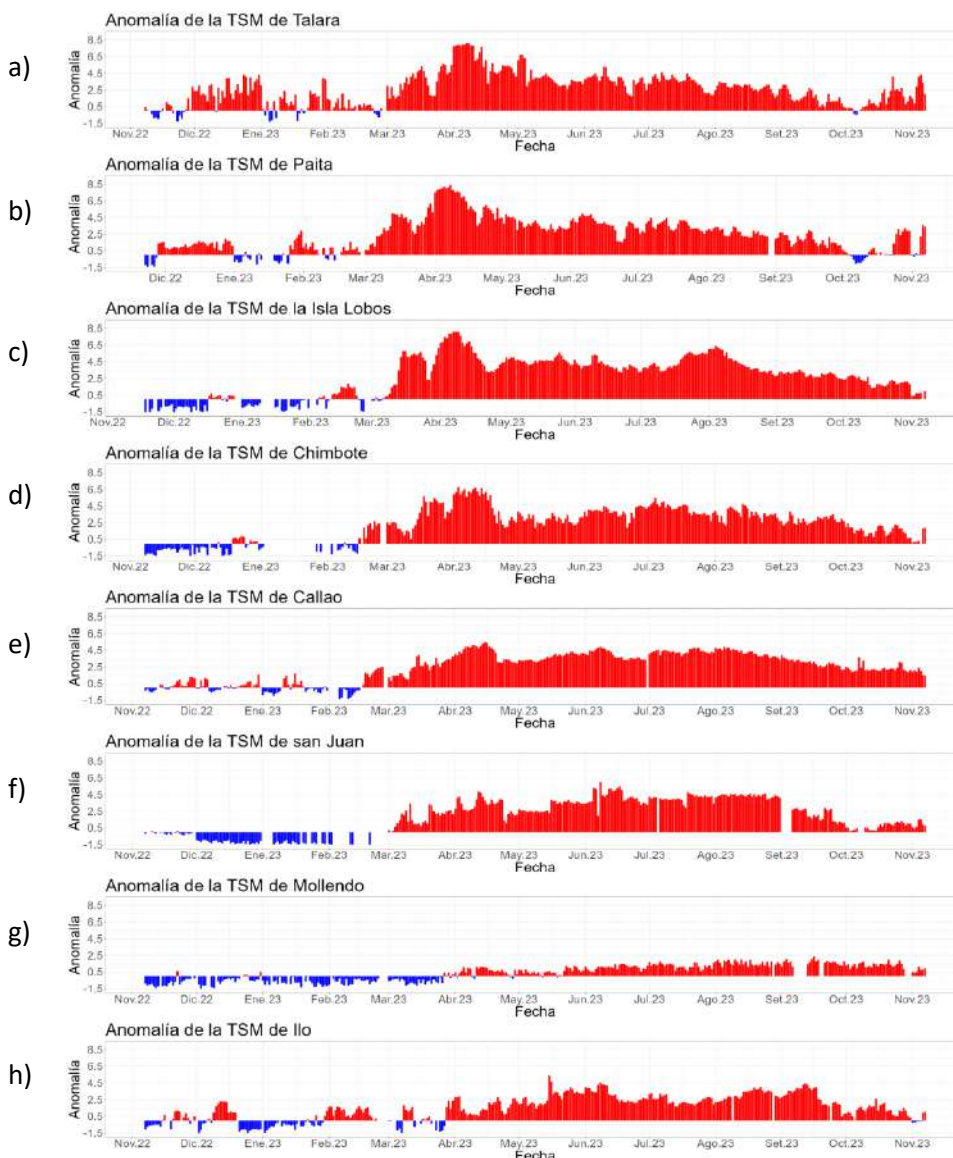 Anomalía de la TSM de Talara
a)
Anomalía
8.5
6.5
4.5
2.5
0.5
-1.5
Nov.22 Dic.22 Ene.23 Feb.23 Mar.23 Abr.23 May.23 Jun.23 Jul.23 Ago.23 Set.23 Oct.23 Nov.23
Fecha
Anomalía de la TSM de Paita
b)
Anomalía
8.5
6.5
4.5
2.5
0.5
-1.5
Dic.22 Ene.23 Feb.23 Mar.23 Abr.23 May.23 Jun.23 Jul.23 Ago.23 Set.23 Oct.23 Nov.23
Fecha
Anomalía de la TSM de la Isla Lobos
c)
Anomalía
8.5
6.5
4.5
2.5
0.5
-1.5
Nov.22 Dic.22 Ene.23 Feb.23 Mar.23 Abr.23 May.23 Jun.23 Jul.23 Ago.23 Set.23 Oct.23 Nov.23
Fecha
Anomalía de la TSM de Chimbote
d)
Anomalía
8.5
6.5
4.5
2.5
0.5
-1.5
Nov.22 Dic.22 Ene.23 Feb.23 Mar.23 Abr.23 May.23 Jun.23 Jul.23 Ago.23 Set.23 Oct.23 Nov.23
Fecha
Anomalía de la TSM de Callao
e)
Anomalía
8.5
6.5
4.5
2.5
0.5
-1.5
Nov.22 Dic.22 Ene.23 Feb.23 Mar.23 Abr.23 May.23 Jun.23 Jul.23 Ago.23 Set.23 Oct.23 Nov.23
Fecha
Anomalía de la TSM de san Juan
f)
Anomalía
8.5
6.5
4.5
2.5
0.5
-1.5
Nov.22 Dic.22 Ene.23 Feb.23 Mar.23 Abr.23 May.23 Jun.23 Jul.23 Ago.23 Set.23 Oct.23 Nov.23
Fecha
Anomalía de la TSM de Mollendo
g)
Anomalía
8.5
6.5
4.5
2.5
0.5
-1.5
Nov.22 Dic.22 Ene.23 Feb.23 Mar.23 Abr.23 May.23 Jun.23 Jul.23 Ago.23 Set.23 Oct.23 Nov.23
Fecha
Anomalía de la TSM de Ilo
h)
Anomalía
8.5
6.5
4.5
2.5
0.5
-1.5
Nov.22 Dic.22 Ene.23 Feb.23 Mar.23 Abr.23 May.23 Jun.23 Jul.23 Ago.23 Set.23 Oct.23 Nov.23
Fecha